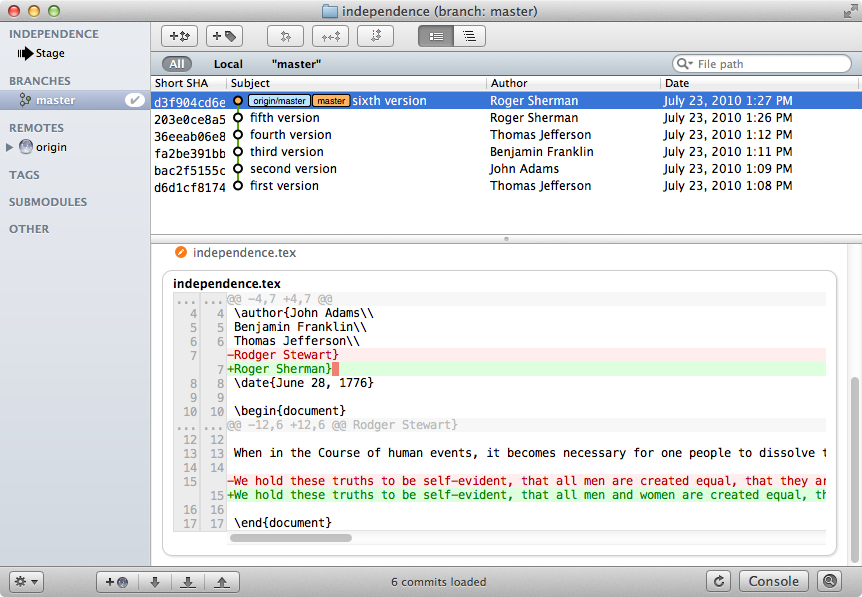 independence (branch: master)
INDEPENDENCE
Stage
BRANCHES
master
REMOTES
origin
TAGS
SUBMODULES
OTHER
All Local "master" File path
Short SHA Subject Author Date
d3f904cd6e origin/master master sixth version Roger Sherman July 23, 2010 1:27 PM
203e0ce8a5 fifth version Roger Sherman July 23, 2010 1:26 PM
36eeab06e8 fourth version Thomas Jefferson July 23, 2010 1:12 PM
fa2be391bb third version Benjamin Franklin July 23, 2010 1:11 PM
bac2f5155c second version John Adams July 23, 2010 1:09 PM
d6d1cf8174 first version Thomas Jefferson July 23, 2010 1:08 PM
independence.tex
independence.tex
... ... @@ -4,7 +4,7 @@
4 4 \author{John Adams\\
5 5 Benjamin Franklin\\
6 6 Thomas Jefferson\\
7 -Rodger Stewart}
7 +Roger Sherman}
8 8 \date{June 28, 1776}
9 9
10 10 \begin{document}
... ... @@ -12,6 +12,6 @@ Rodger Stewart}
12 12
13 13 When in the Course of human events, it becomes necessary for one people to dissolve t
14 14
15 -We hold these truths to be self-evident, that all men are created equal, that they ar
15 +We hold these truths to be self-evident, that all men and women are created equal, th
16 16
17 17 \end{document}
6 commits loaded
Console